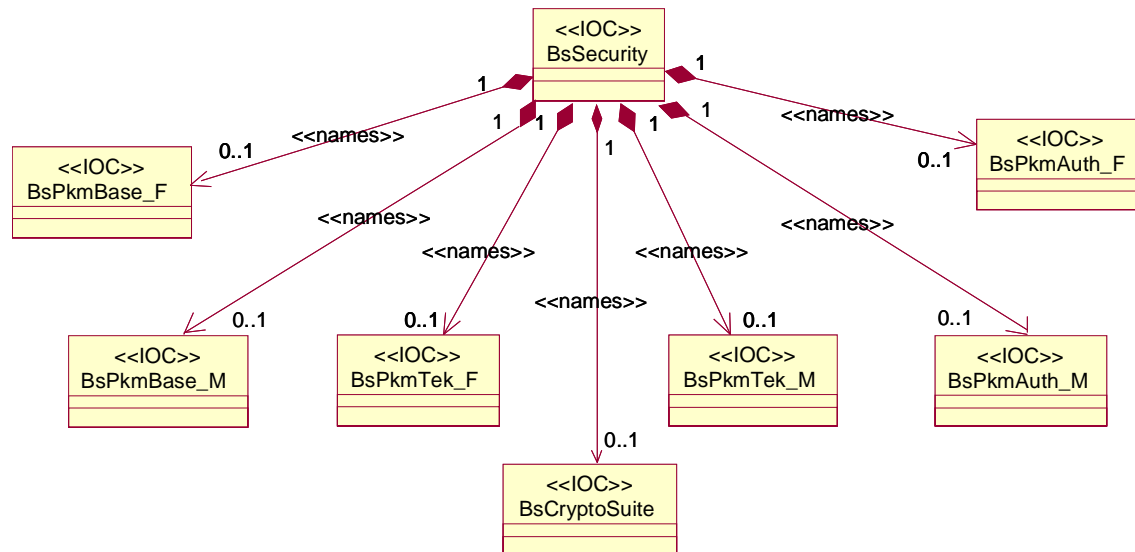 <<IOC>>
BsSecurity
1
1
1
1
1
1
1
<<names>>
0..1
0..1
<<IOC>>
BsPkmBase_F
<<IOC>>
BsPkmAuth_F
<<names>>
<<names>>
<<names>>
<<names>>
<<names>>
0..1
0..1
0..1
0..1
<<IOC>>
BsPkmBase_M
<<IOC>>
BsPkmTek_F
<<IOC>>
BsPkmTek_M
<<IOC>>
BsPkmAuth_M
0..1
<<IOC>>
BsCryptoSuite